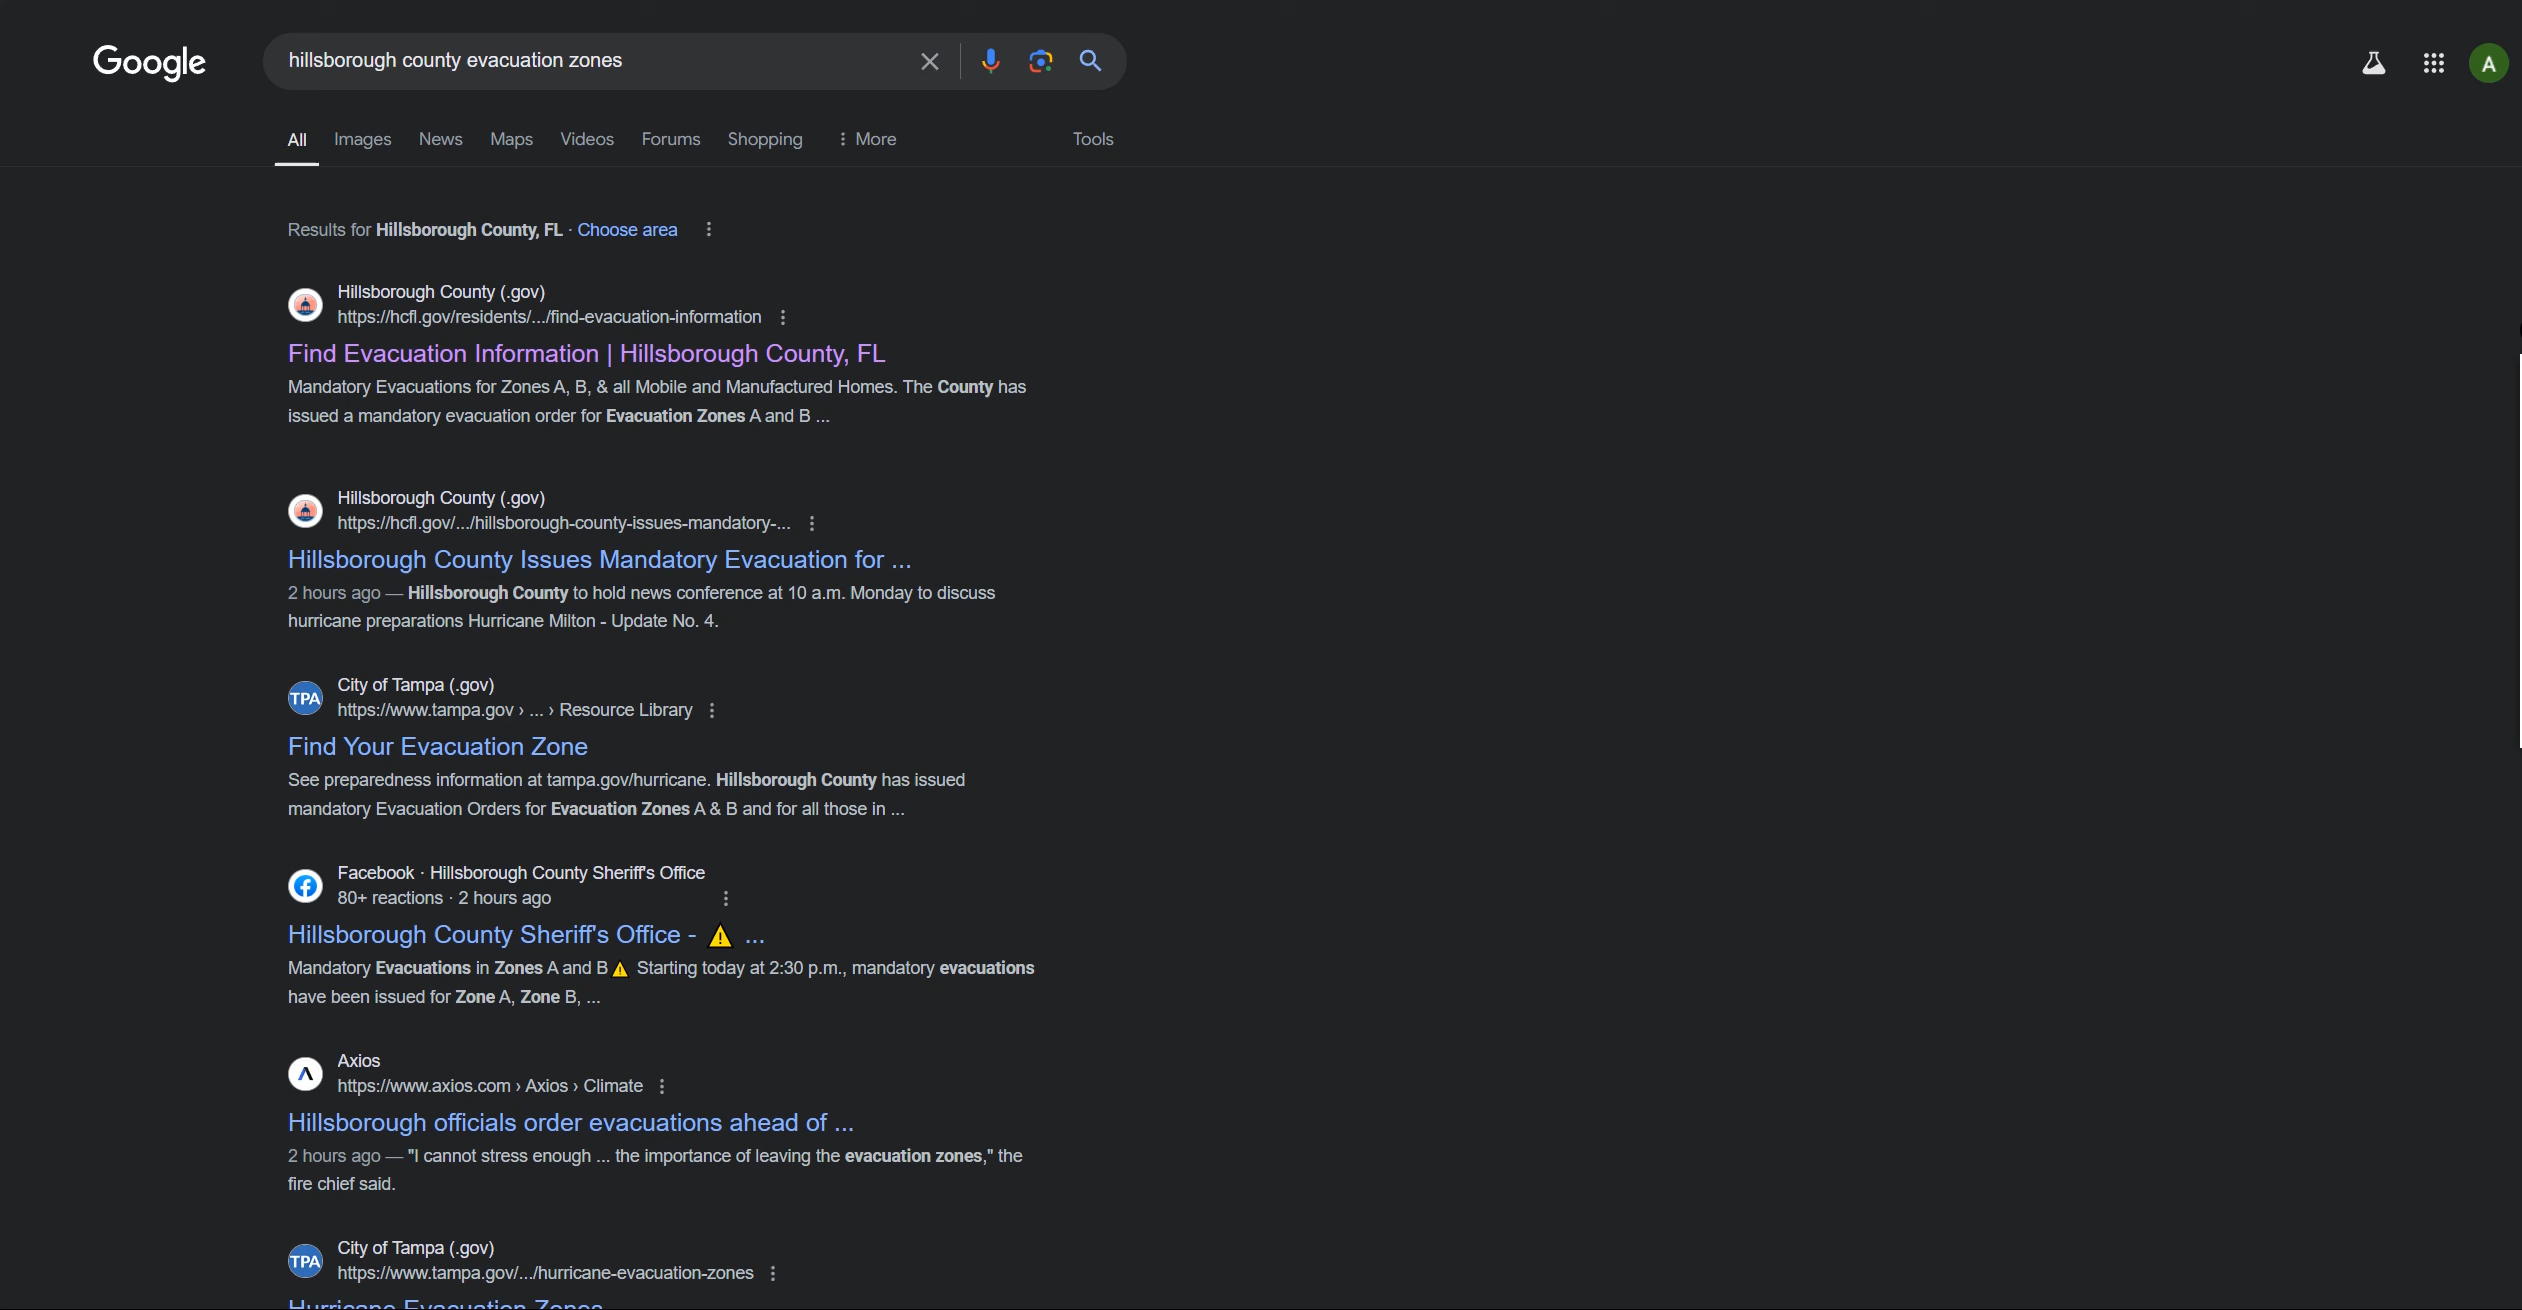 Google
hillsborough county evacuation zones
A
All Images News Maps Videos Forums Shopping More Tools
Results for Hillsborough County, FL · Choose area
Hillsborough County (.gov)
https://hcfl.gov/residents/.../find-evacuation-information
Find Evacuation Information | Hillsborough County, FL
Mandatory Evacuations for Zones A, B, & all Mobile and Manufactured Homes. The County has
issued a mandatory evacuation order for Evacuation Zones A and B ...
Hillsborough County (.gov)
https://hcfl.gov/.../hillsborough-county-issues-mandatory-...
Hillsborough County Issues Mandatory Evacuation for ...
2 hours ago — Hillsborough County to hold news conference at 10 a.m. Monday to discuss
hurricane preparations Hurricane Milton - Update No. 4.
TPA
City of Tampa (.gov)
https://www.tampa.gov › ... › Resource Library
Find Your Evacuation Zone
See preparedness information at tampa.gov/hurricane. Hillsborough County has issued
mandatory Evacuation Orders for Evacuation Zones A & B and for all those in ...
Facebook · Hillsborough County Sheriff's Office
80+ reactions · 2 hours ago
Hillsborough County Sheriff's Office - ⚠️ ...
Mandatory Evacuations in Zones A and B⚠️ Starting today at 2:30 p.m., mandatory evacuations
have been issued for Zone A, Zone B, ...
Axios
https://www.axios.com › Axios › Climate
Hillsborough officials order evacuations ahead of ...
2 hours ago — "I cannot stress enough ... the importance of leaving the evacuation zones," the
fire chief said.
TPA
City of Tampa (.gov)
https://www.tampa.gov/.../hurricane-evacuation-zones
Hurricane Evacuation Zones